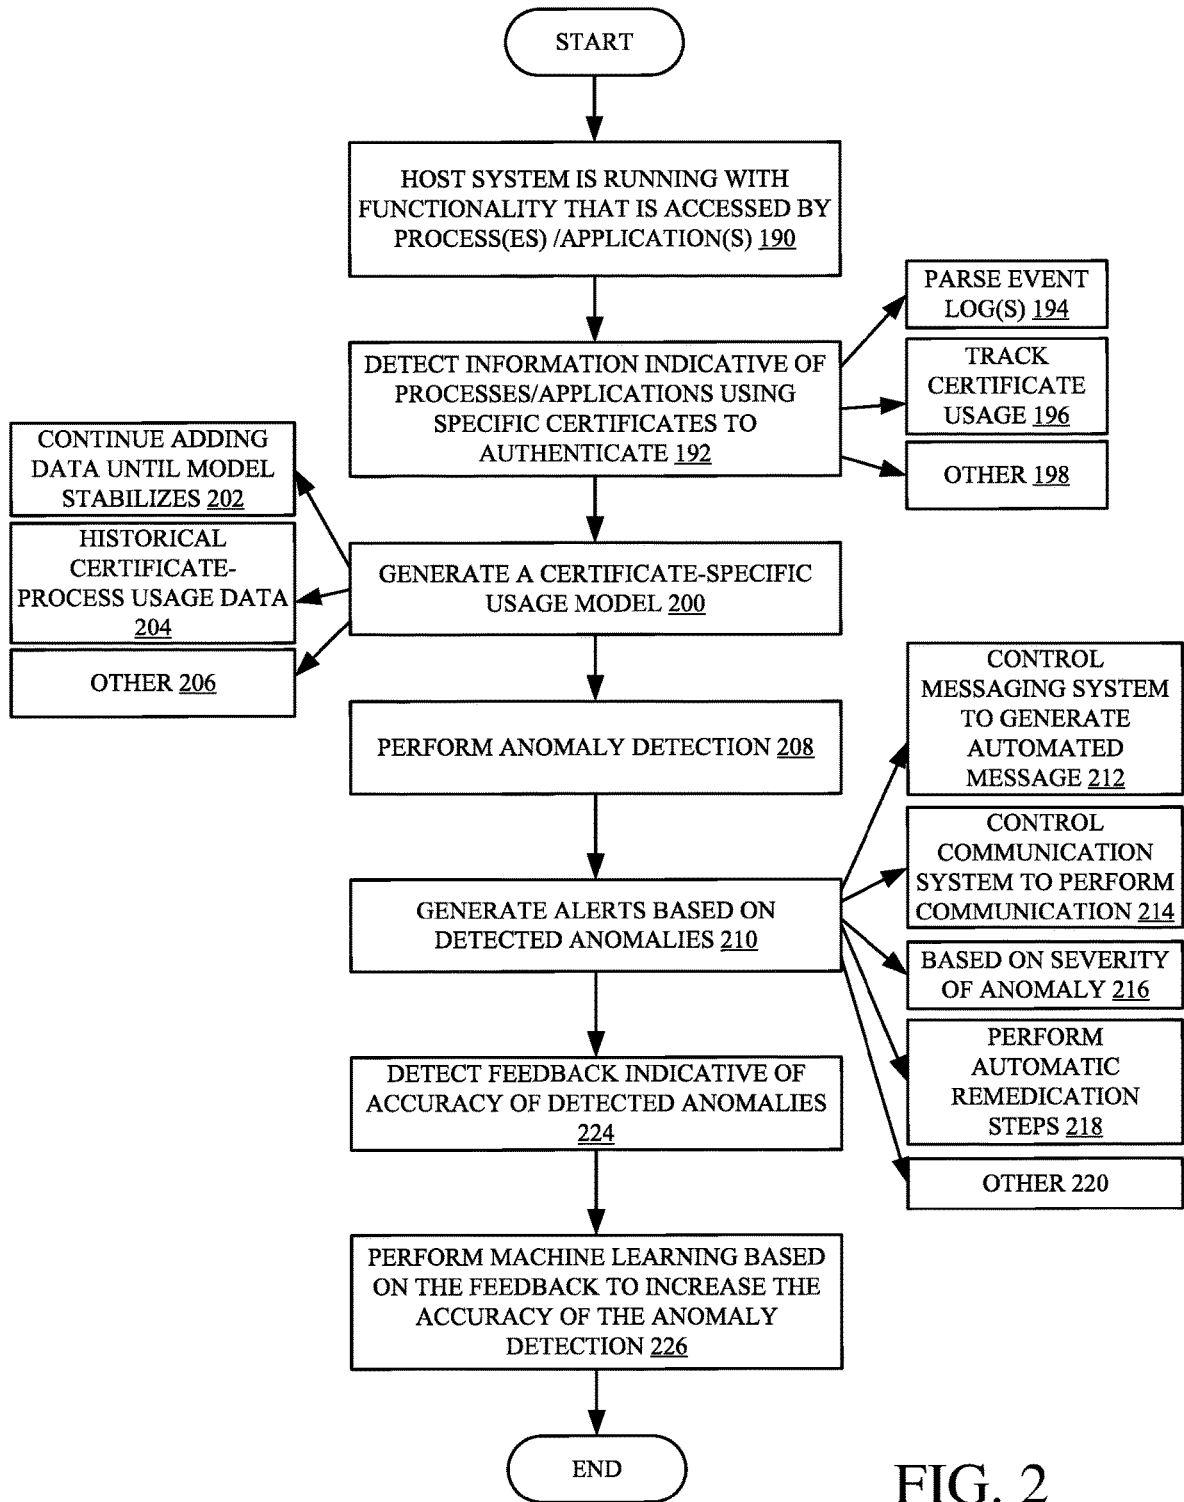 START
HOST SYSTEM IS RUNNING WITH
FUNCTIONALITY THAT IS ACCESSED BY
PROCESS(ES) /APPLICATION(S) 190
DETECT INFORMATION INDICATIVE OF
PROCESSES/APPLICATIONS USING
SPECIFIC CERTIFICATES TO
AUTHENTICATE 192
PARSE EVENT
LOG(S) 194
TRACK
CERTIFICATE
USAGE 196
OTHER 198
GENERATE A CERTIFICATE-SPECIFIC
USAGE MODEL 200
CONTINUE ADDING
DATA UNTIL MODEL
STABILIZES 202
HISTORICAL
CERTIFICATE-
PROCESS USAGE DATA
204
OTHER 206
PERFORM ANOMALY DETECTION 208
GENERATE ALERTS BASED ON
DETECTED ANOMALIES 210
CONTROL
MESSAGING SYSTEM
TO GENERATE
AUTOMATED
MESSAGE 212
CONTROL
COMMUNICATION
SYSTEM TO PERFORM
COMMUNICATION 214
BASED ON SEVERITY
OF ANOMALY 216
PERFORM
AUTOMATIC
REMEDICATION
STEPS 218
OTHER 220
DETECT FEEDBACK INDICATIVE OF
ACCURACY OF DETECTED ANOMALIES
224
PERFORM MACHINE LEARNING BASED
ON THE FEEDBACK TO INCREASE THE
ACCURACY OF THE ANOMALY
DETECTION 226
END
FIG. 2